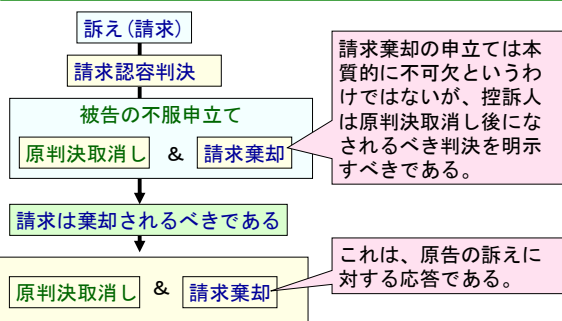 訴え(請求)
請求認容判決
被告の不服申立て
原判決取消し & 請求棄却
請求棄却の申立ては本
質的に不可欠というわ
けではないが、控訴人
は原判決取消し後にな
されるべき判決を明示
すべきである。
請求は棄却されるべきである
原判決取消し & 請求棄却
これは、原告の訴えに
対する応答である。